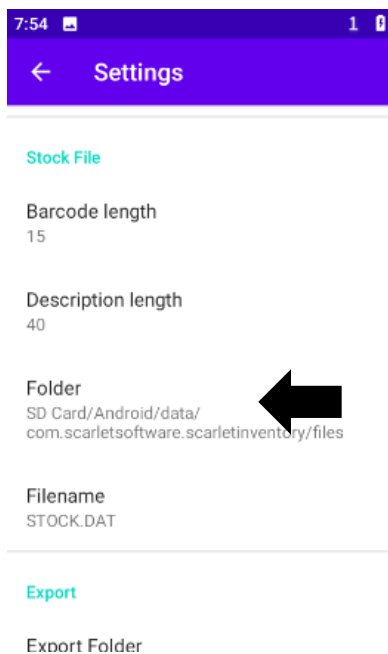 7:54 1
Settings
Stock File
Barcode length
15
Description length
40
Folder
SD Card/Android/data/
com.scarletsoftware.scarletinventory/files
Filename
STOCK.DAT
Export
Export Folder